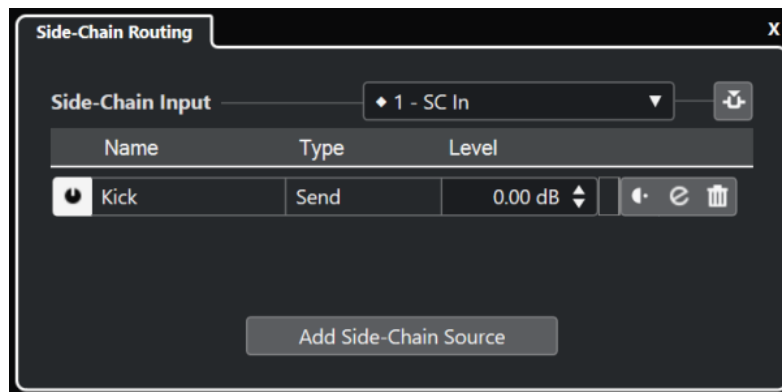 Side-Chain Routing X
Side-Chain Input 1 - SC In
Name Type Level
Kick Send 0.00 dB
Add Side-Chain Source